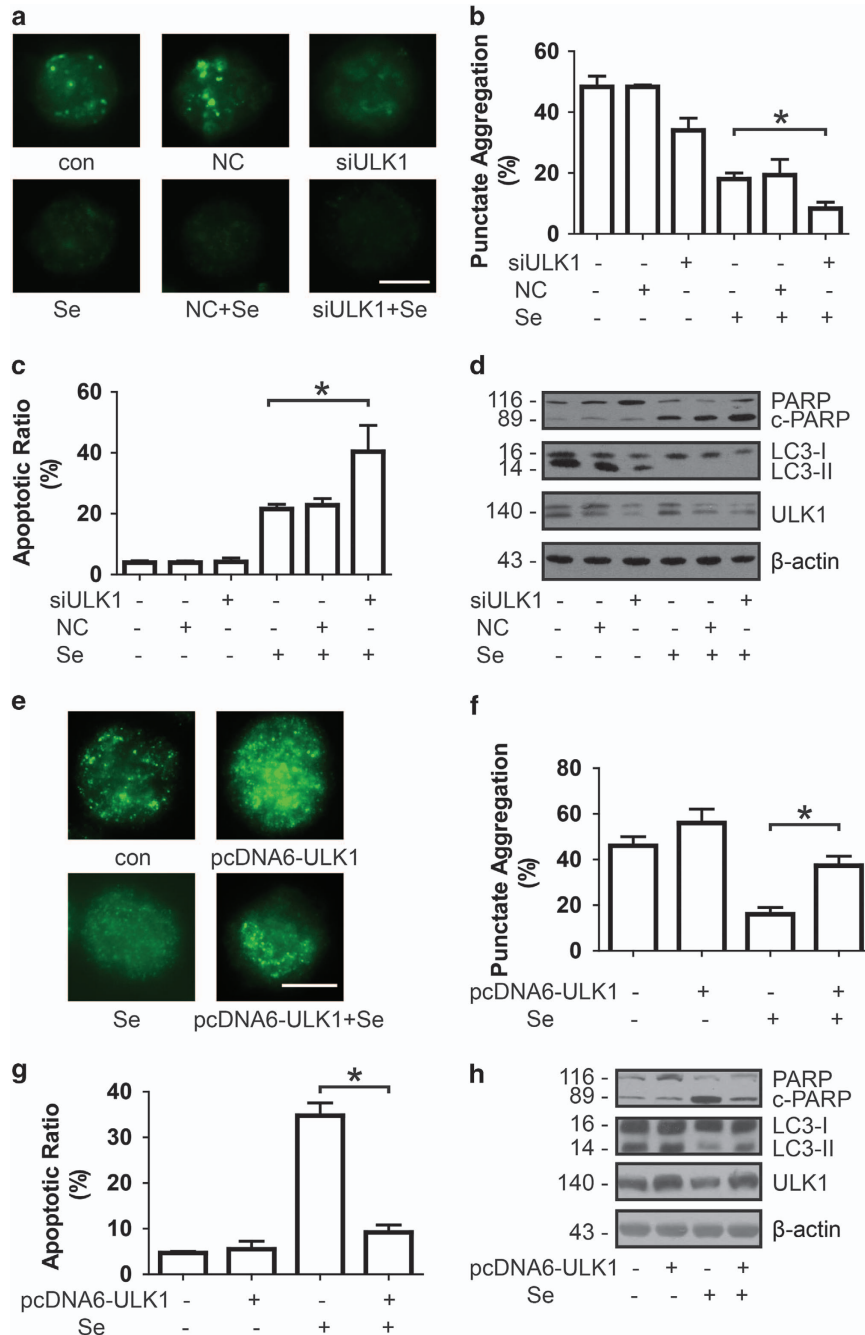 a
con NC siULK1
Se NC+Se siULK1+Se
b
Punctate Aggregation
(%)
60
40
20
0
*
siULK1 - - + - - +
NC - + - - + -
Se - - - + + +
c
Apoptotic Ratio
(%)
60
40
20
0
*
siULK1 - - + - - +
NC - + - - + -
Se - - - + + +
d
116 - PARP
89 - c-PARP
16 - LC3-I
14 - LC3-II
140 - ULK1
43 - β-actin
siULK1 - - + - - +
NC - + - - + -
Se - - - + + +
e
con pcDNA6-ULK1
Se pcDNA6-ULK1+Se
f
Punctate Aggregation
(%)
80
60
40
20
0
*
pcDNA6-ULK1 - + - +
Se - - + +
g
Apoptotic Ratio
(%)
40
30
20
10
0
*
pcDNA6-ULK1 - + - +
Se - - + +
h
116 - PARP
89 - c-PARP
16 - LC3-I
14 - LC3-II
140 - ULK1
43 - β-actin
pcDNA6-ULK1 - + - +
Se - - + +